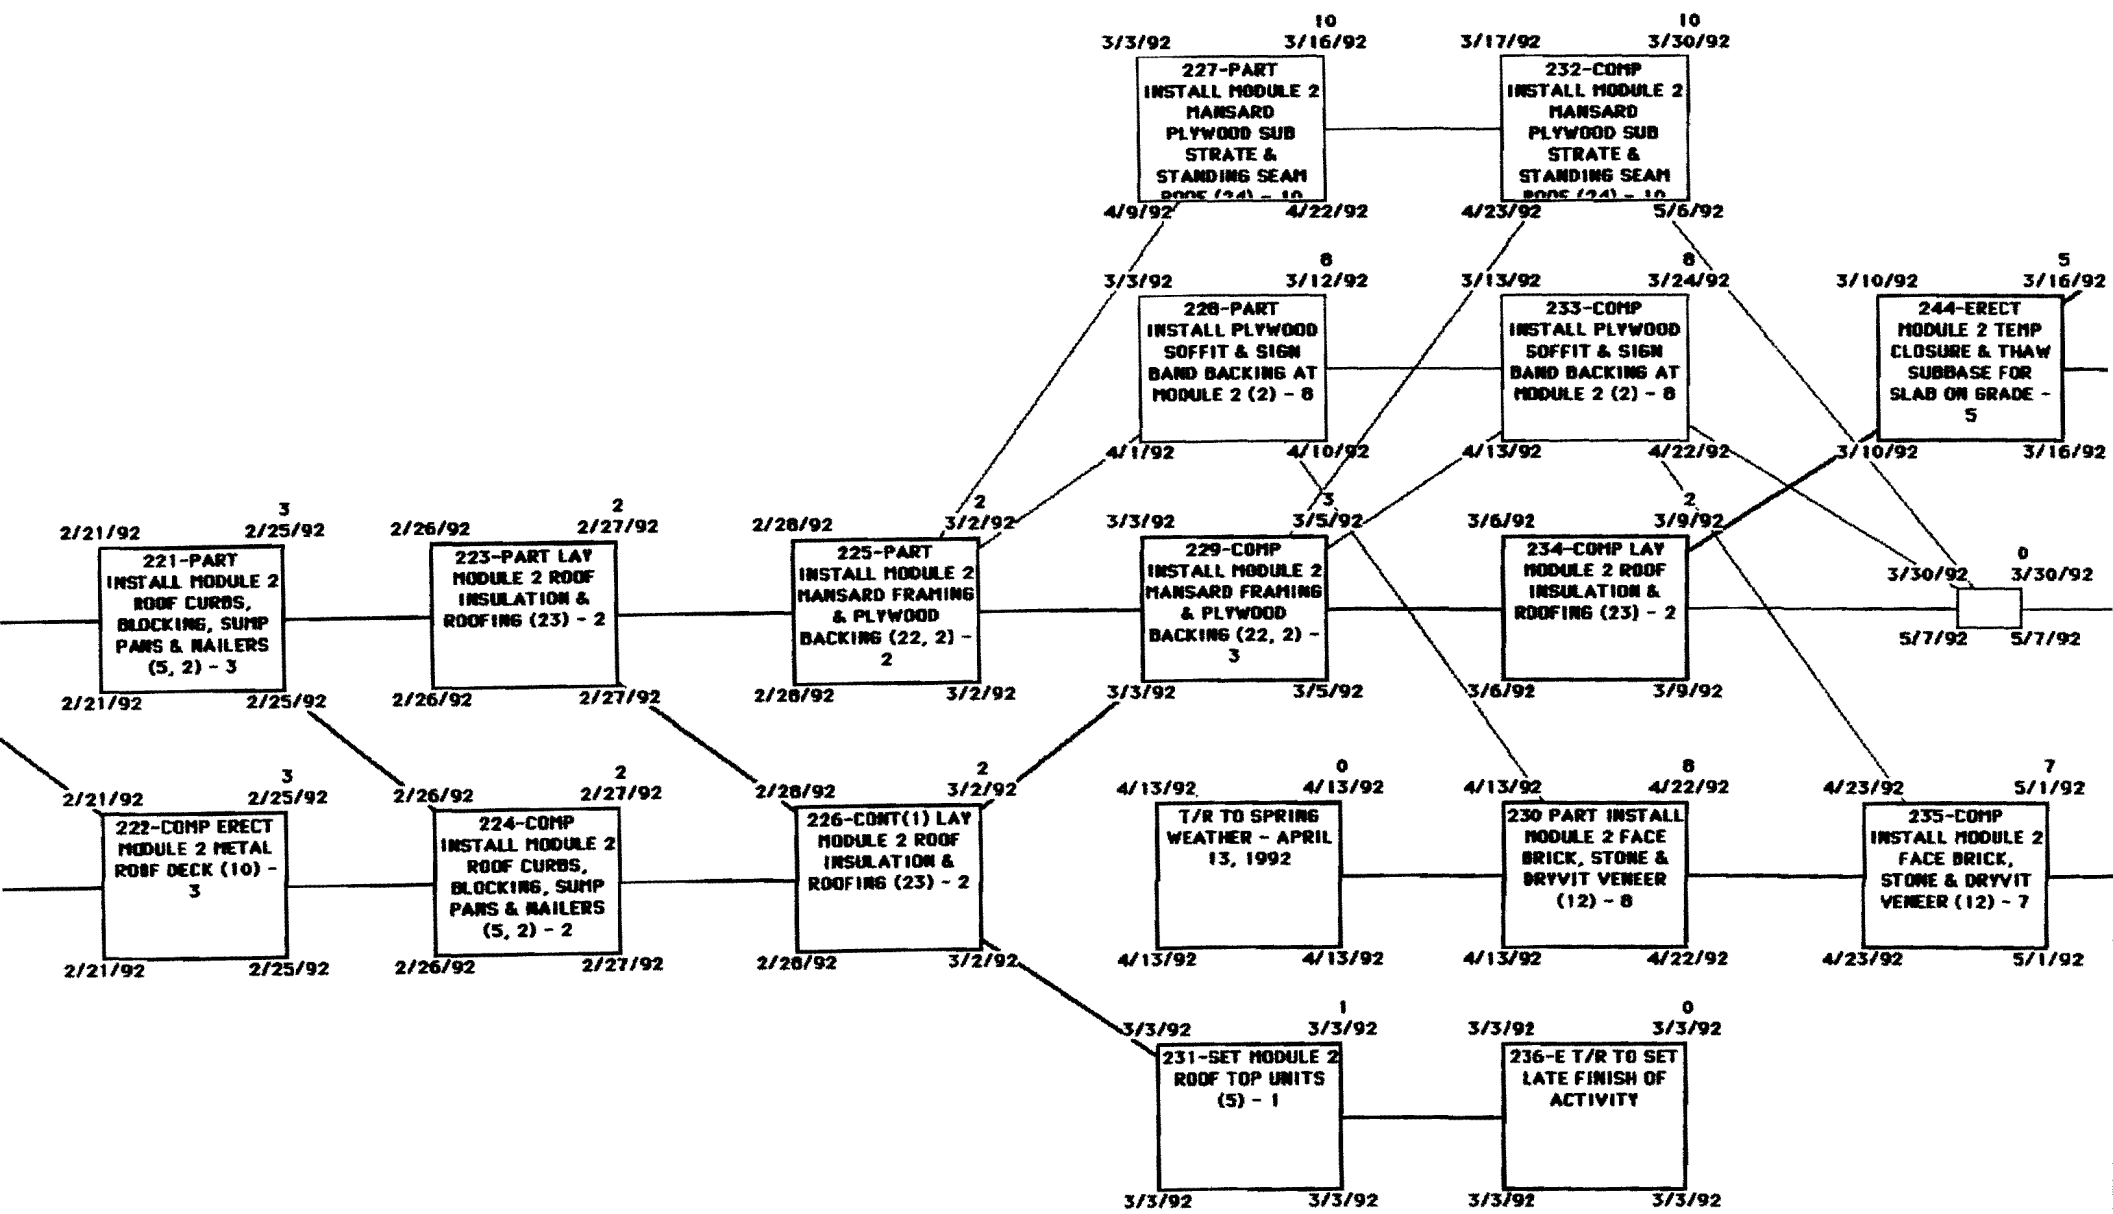 10
3/3/92 3/16/92
227-PART
INSTALL MODULE 2
MANSARD
PLYWOOD SUB
STRATE &
STANDING SEAM
ROOF (24) - 10
4/9/92 4/22/92
10
3/17/92 3/30/92
232-COMP
INSTALL MODULE 2
MANSARD
PLYWOOD SUB
STRATE &
STANDING SEAM
ROOF (24) - 10
4/23/92 5/6/92
8
3/3/92 3/12/92
228-PART
INSTALL PLYWOOD
SOFFIT & SIGN
BAND BACKING AT
MODULE 2 (2) - 8
4/1/92 4/10/92
8
3/13/92 3/24/92
233-COMP
INSTALL PLYWOOD
SOFFIT & SIGN
BAND BACKING AT
MODULE 2 (2) - 8
4/13/92 4/22/92
5
3/10/92 3/16/92
244-ERECT
MODULE 2 TEMP
CLOSURE & THAW
SUBBASE FOR
SLAB ON GRADE -
5
3/10/92 3/16/92
3
2/21/92 2/25/92
221-PART
INSTALL MODULE 2
ROOF CURBS,
BLOCKING, SUMP
PANS & NAILERS
(5, 2) - 3
2/21/92 2/25/92
2
2/26/92 2/27/92
223-PART LAY
MODULE 2 ROOF
INSULATION &
ROOFING (23) - 2
2/26/92 2/27/92
2
2/28/92 3/2/92
225-PART
INSTALL MODULE 2
MANSARD FRAMING
& PLYWOOD
BACKING (22, 2) -
2
2/28/92 3/2/92
3
3/3/92 3/5/92
229-COMP
INSTALL MODULE 2
MANSARD FRAMING
& PLYWOOD
BACKING (22, 2) -
3
3/3/92 3/5/92
2
3/6/92 3/9/92
234-COMP LAY
MODULE 2 ROOF
INSULATION &
ROOFING (23) - 2
3/6/92 3/9/92
0
3/30/92 3/30/92
5/7/92 5/7/92
3
2/21/92 2/25/92
222-COMP ERECT
MODULE 2 METAL
ROOF DECK (10) -
3
2/21/92 2/25/92
2
2/26/92 2/27/92
224-COMP
INSTALL MODULE 2
ROOF CURBS,
BLOCKING, SUMP
PANS & NAILERS
(5, 2) - 2
2/26/92 2/27/92
2
2/28/92 3/2/92
226-CONT(1) LAY
MODULE 2 ROOF
INSULATION &
ROOFING (23) - 2
2/28/92 3/2/92
0
4/13/92 4/13/92
T/R TO SPRING
WEATHER - APRIL
13, 1992
4/13/92 4/13/92
8
4/13/92 4/22/92
230 PART INSTALL
MODULE 2 FACE
BRICK, STONE &
DRYVIT VENEER
(12) - 8
4/13/92 4/22/92
7
4/23/92 5/1/92
235-COMP
INSTALL MODULE 2
FACE BRICK,
STONE & DRYVIT
VENEER (12) - 7
4/23/92 5/1/92
1
3/3/92 3/3/92
231-SET MODULE 2
ROOF TOP UNITS
(5) - 1
3/3/92 3/3/92
0
3/3/92 3/3/92
236-E T/R TO SET
LATE FINISH OF
ACTIVITY
3/3/92 3/3/92